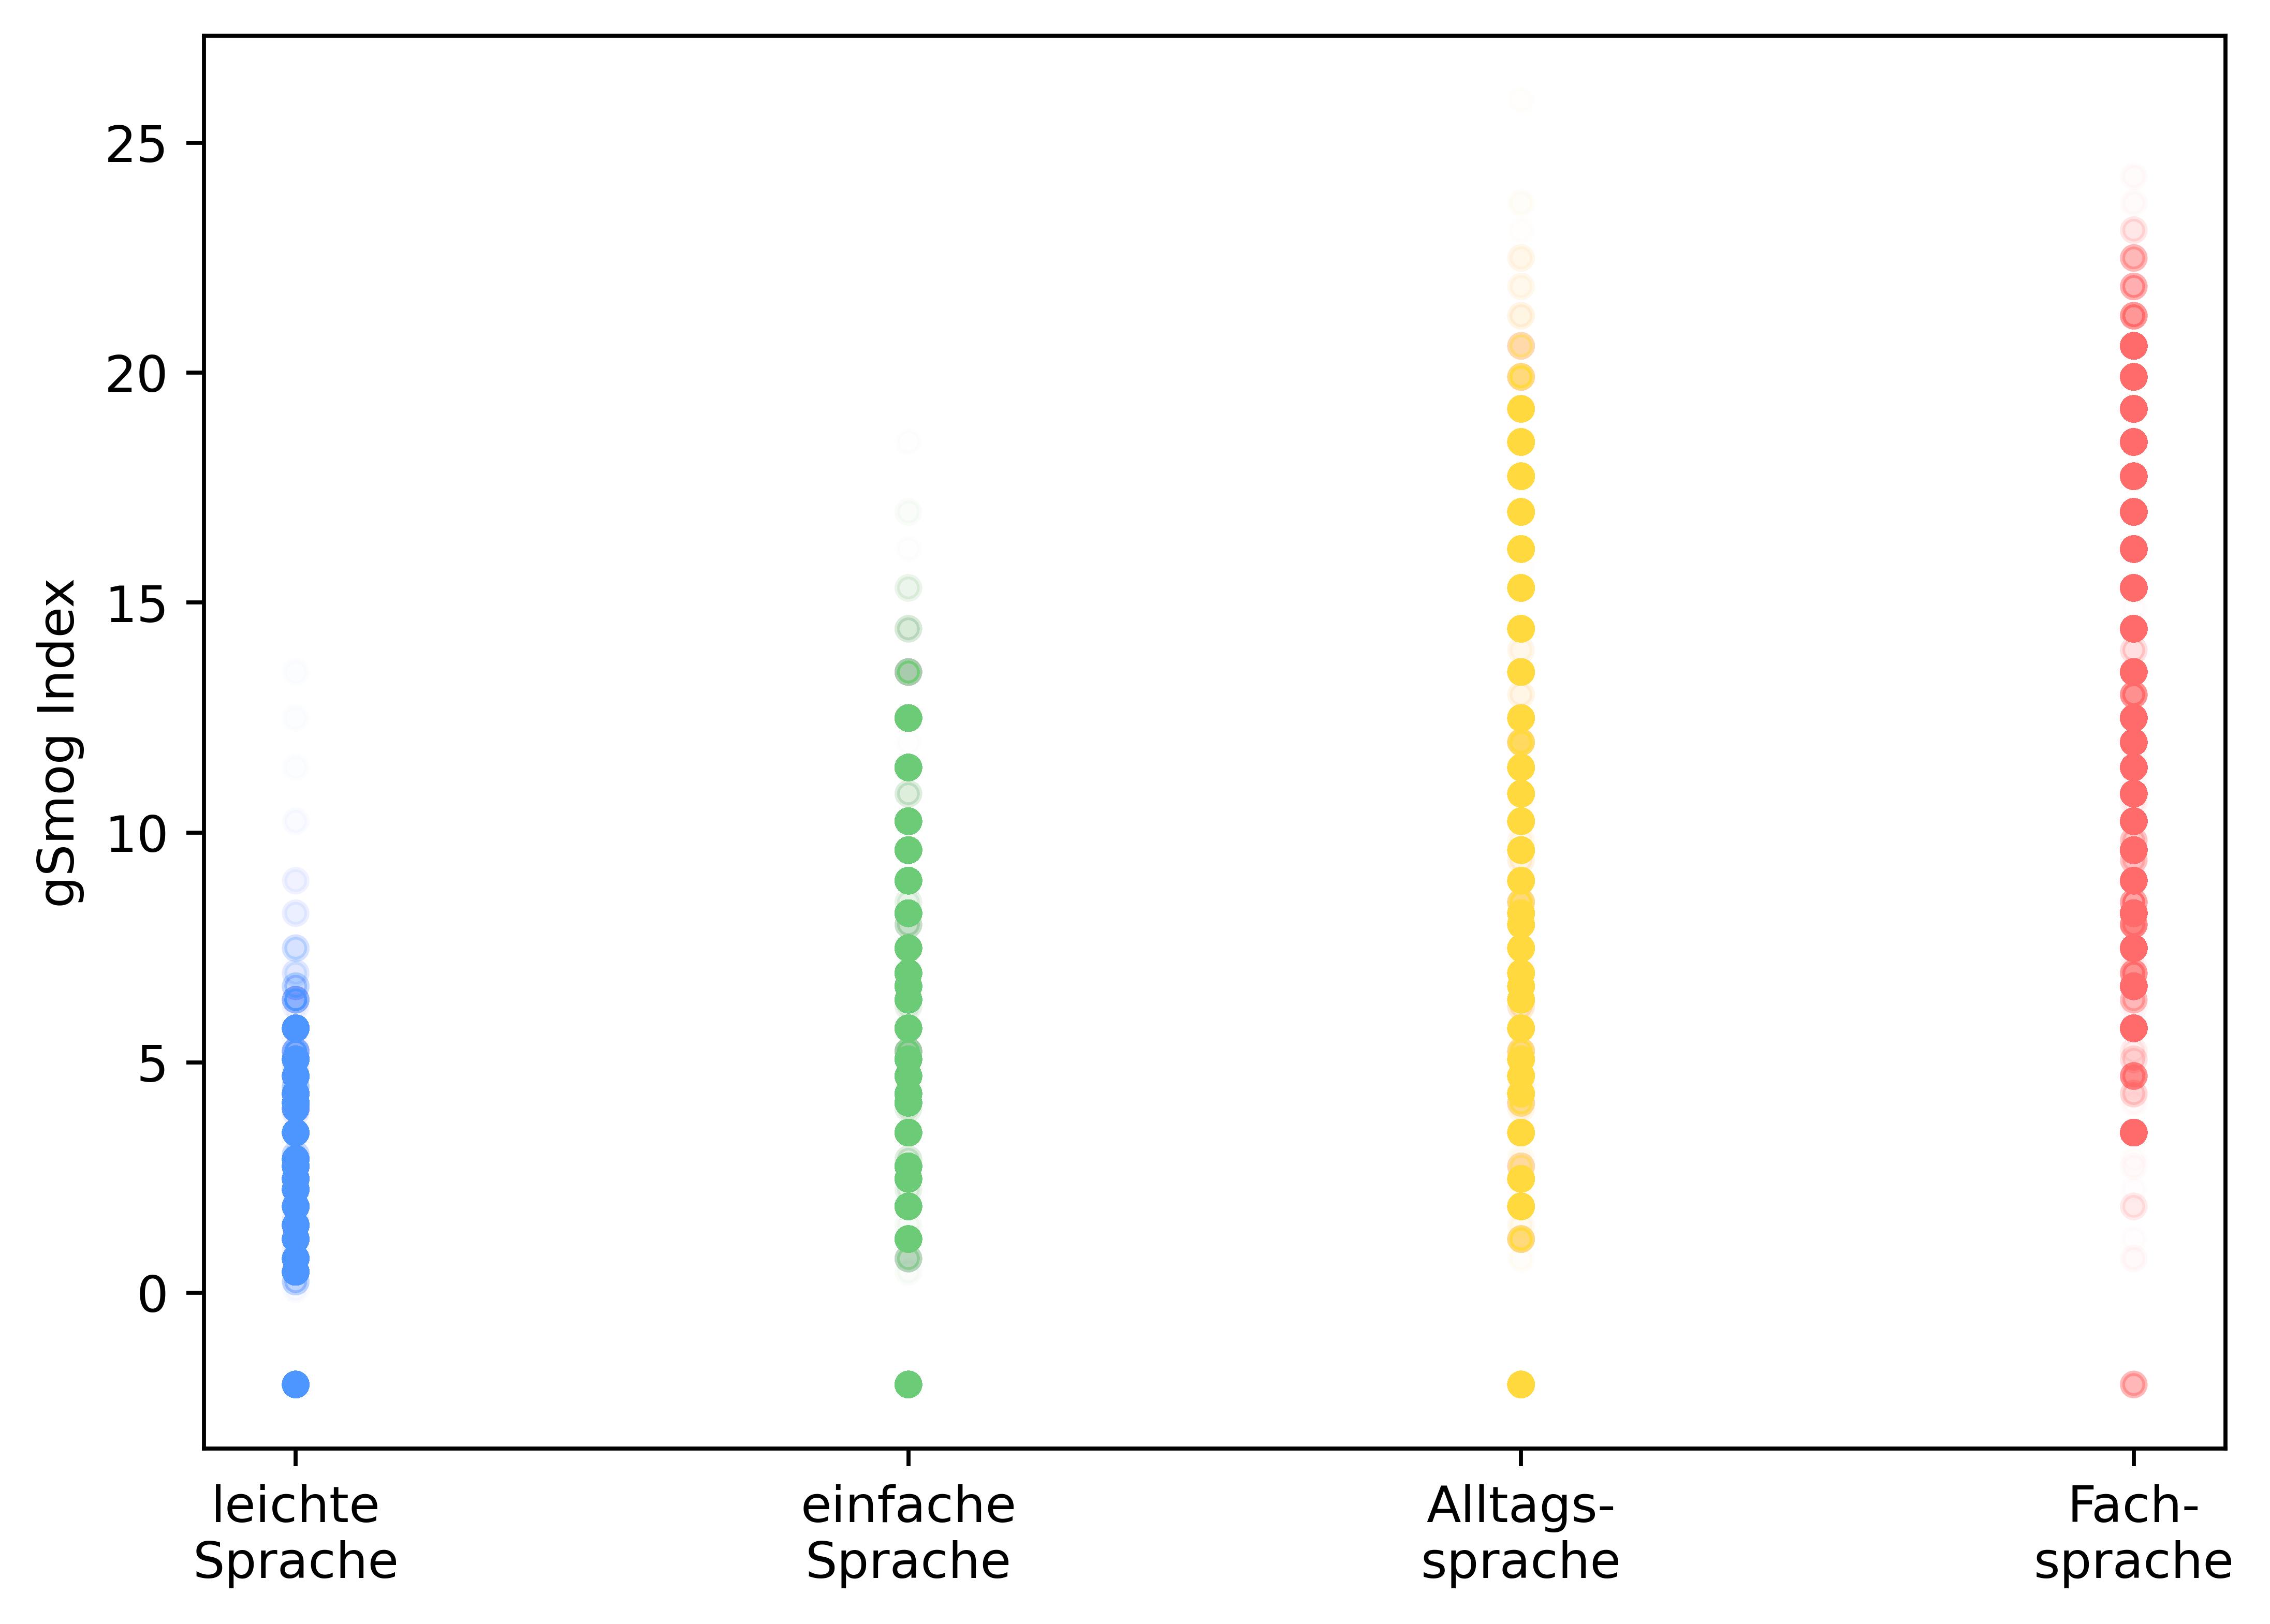 25
20
15
10
5
0
gSmog Index
leichte
Sprache
einfache
Sprache
Alltags-
sprache
Fach-
sprache